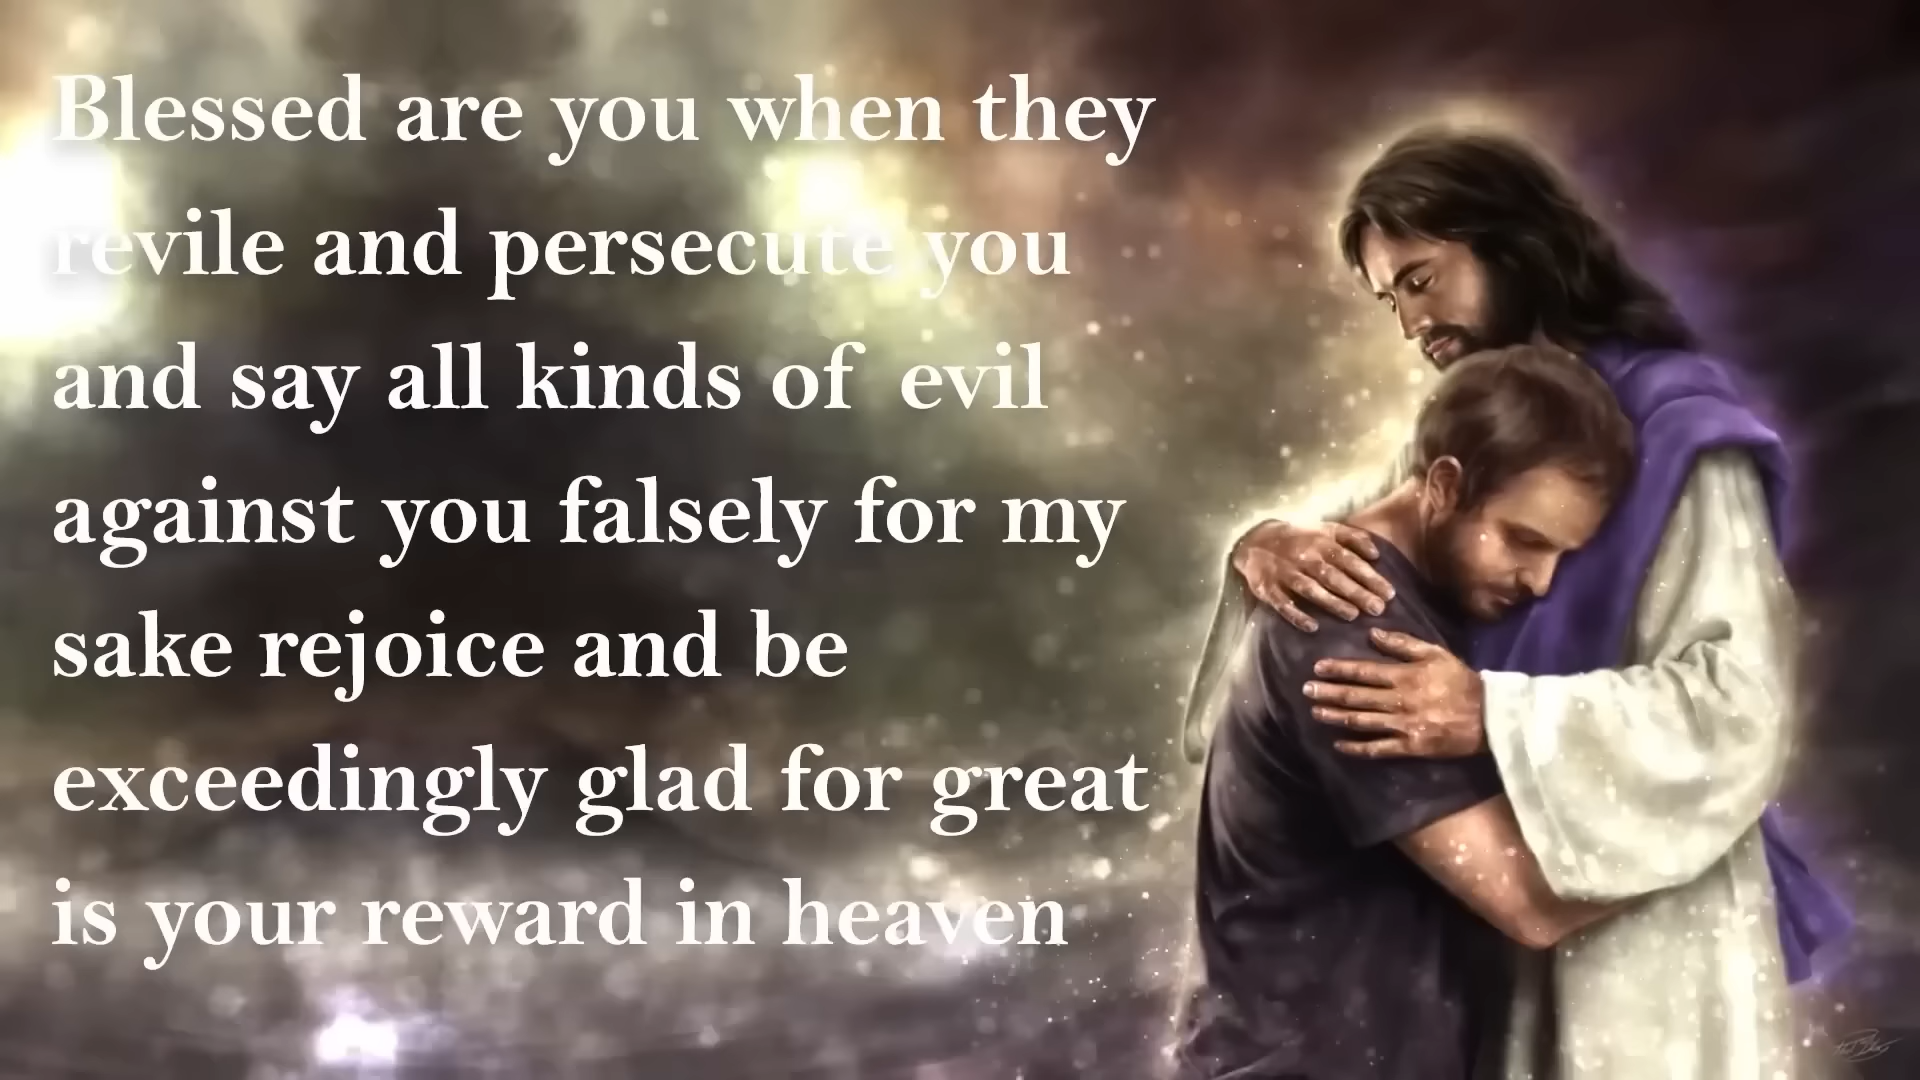 Blessed are you when they
revile and persecute you
and say all kinds of evil
against you falsely for my
sake rejoice and be
exceedingly glad for great
is your reward in heaven